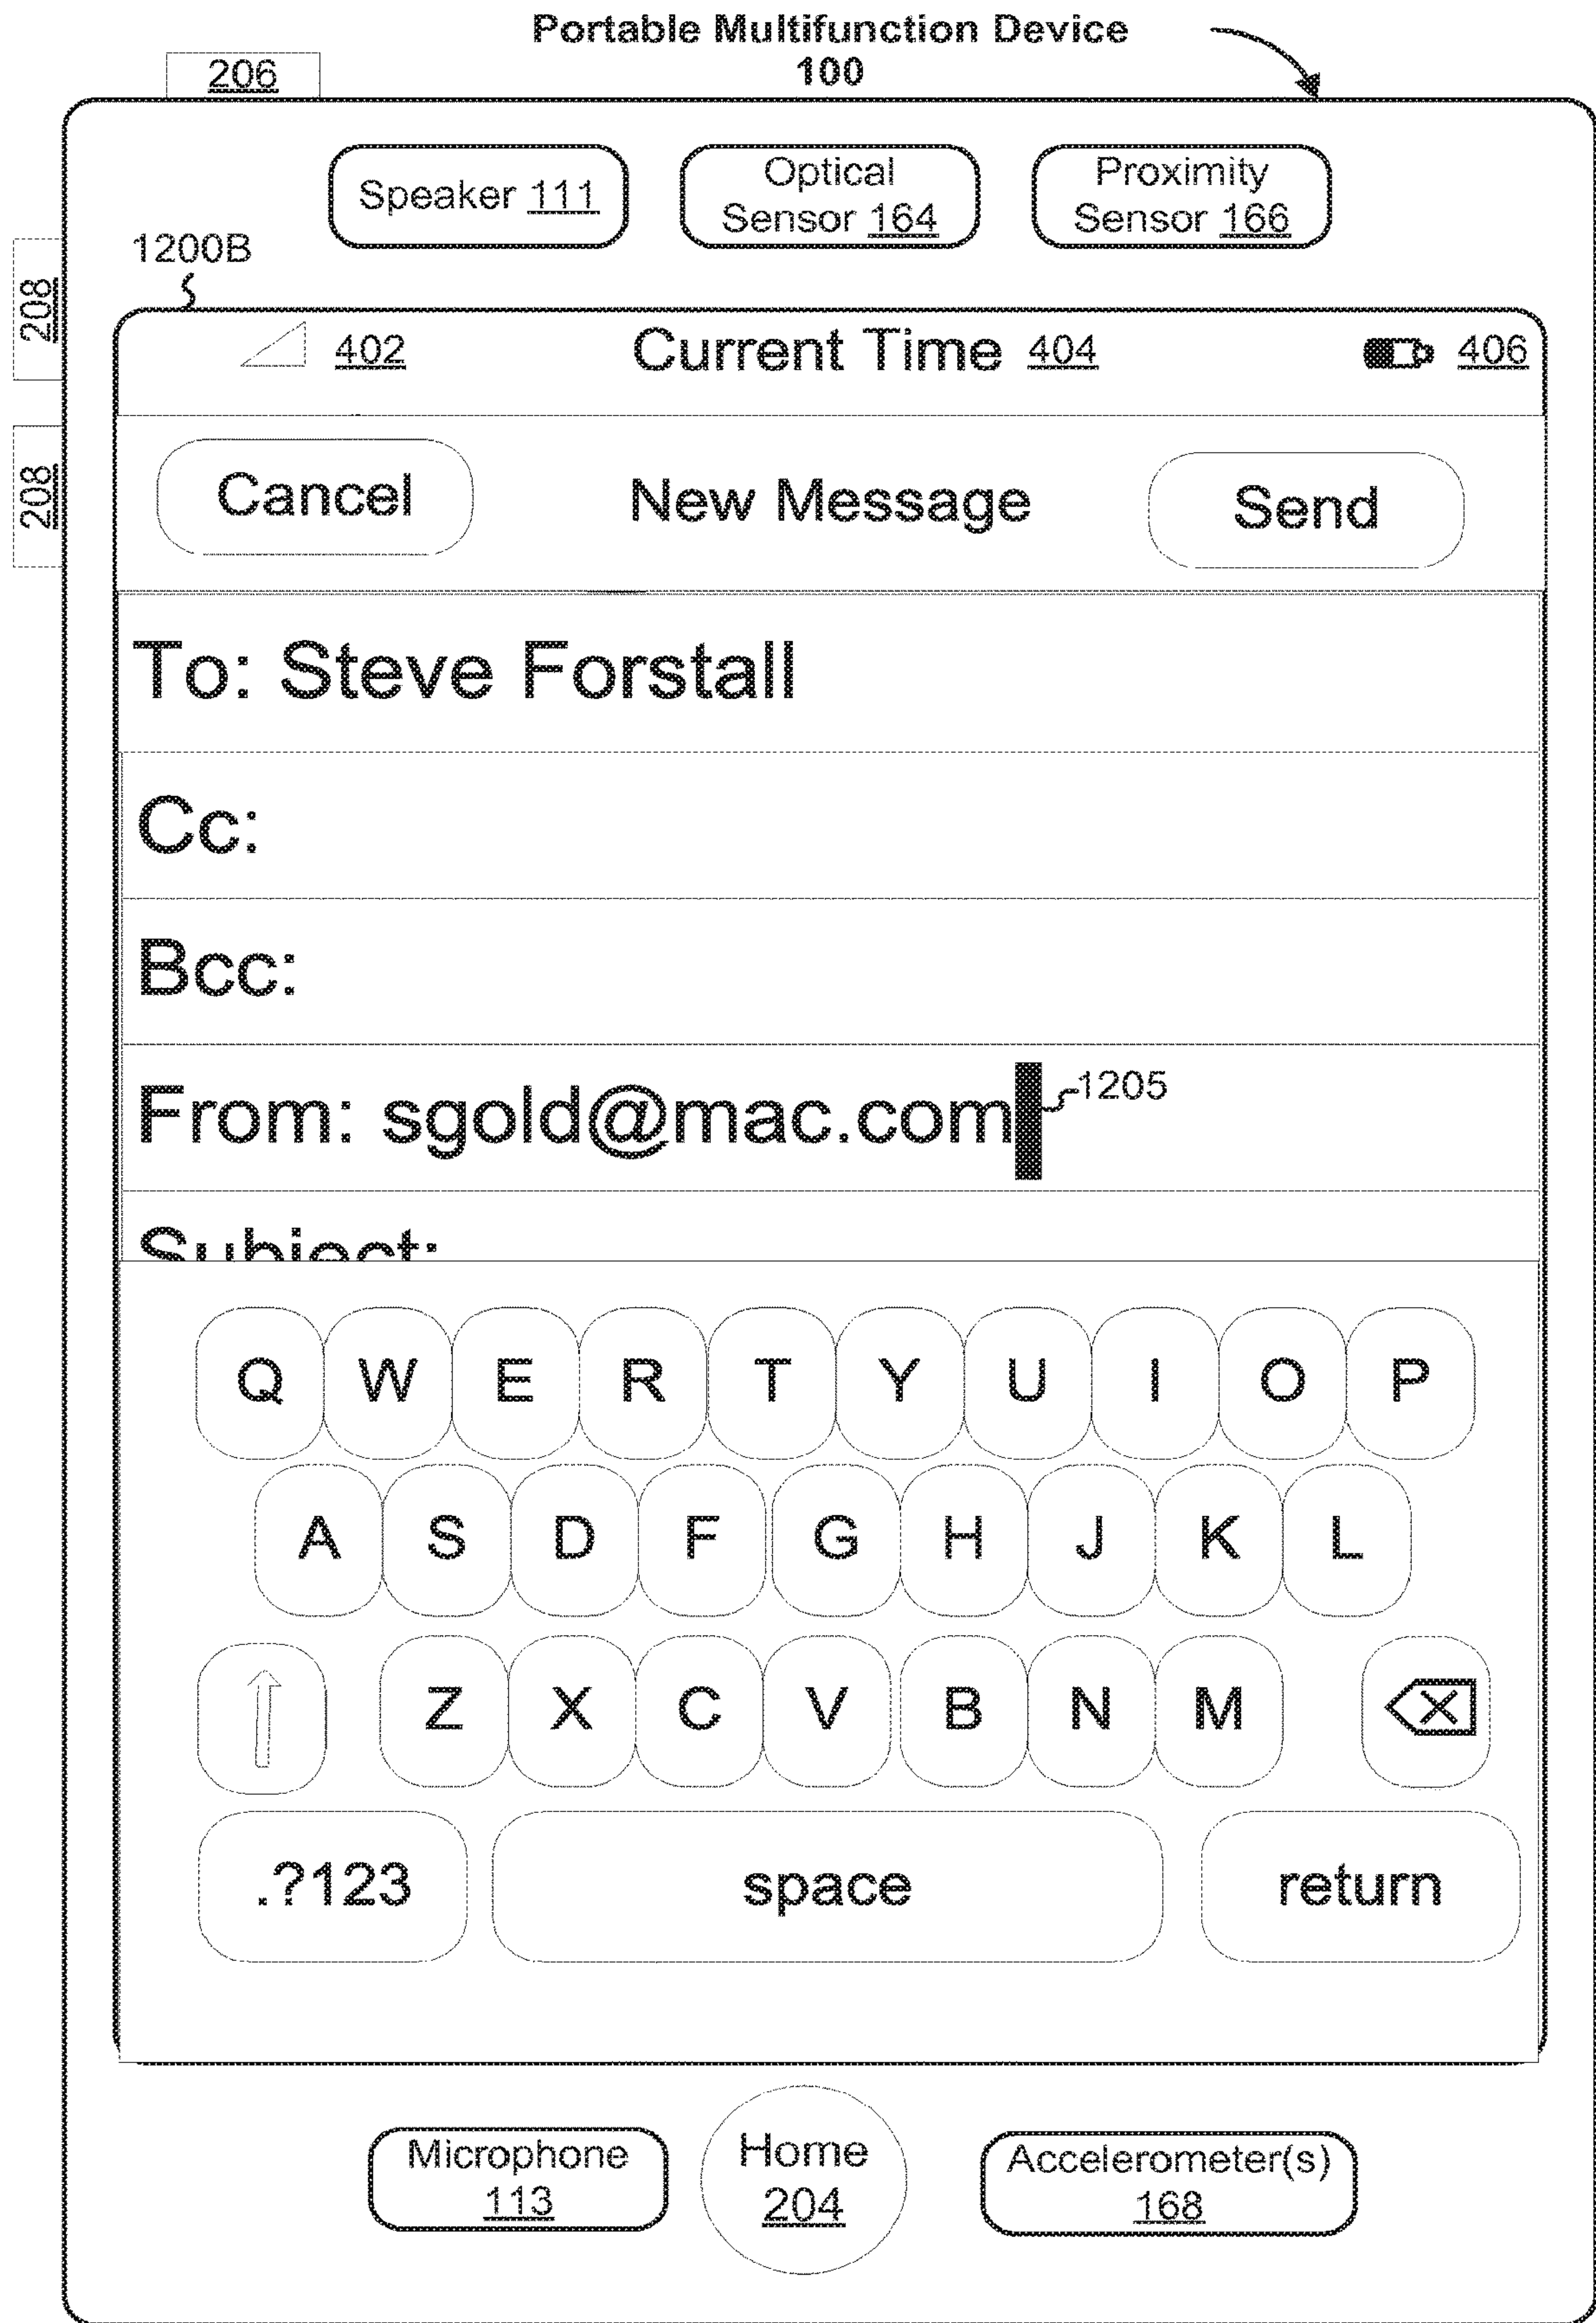 Portable Multifunction Device
100
206
Speaker 111
Optical
Sensor 164
Proximity
Sensor 166
1200B
208
208
402
Current Time 404
406
Cancel
New Message
Send
To: Steve Forstall
Cc:
Bcc:
From: sgold@mac.com
1205
Subject:
Q W E R T Y U I O P
A S D F G H J K L
Z X C V B N M
.?123
space
return
Microphone
113
Home
204
Accelerometer(s)
168